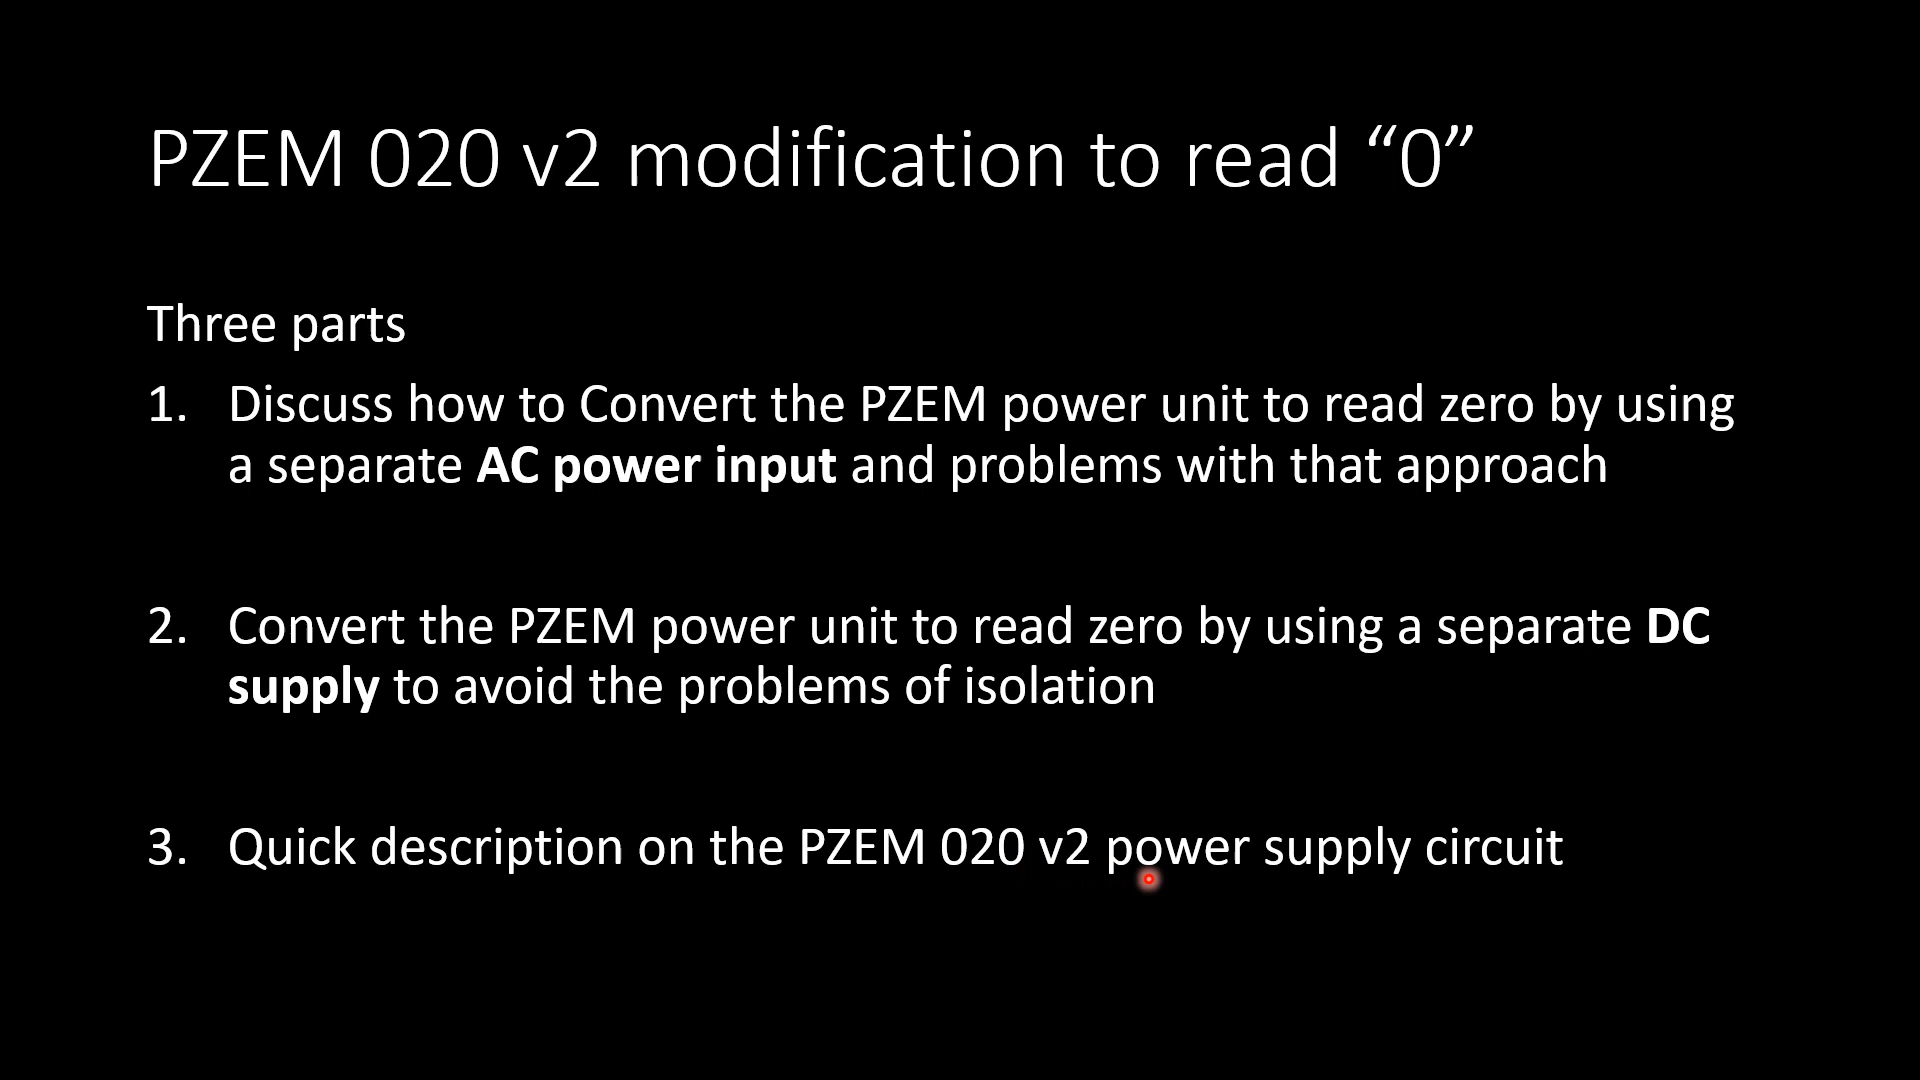 PZEM 020 v2 modification to read “0”
Three parts
1. Discuss how to Convert the PZEM power unit to read zero by using
a separate AC power input and problems with that approach
2. Convert the PZEM power unit to read zero by using a separate DC
supply to avoid the problems of isolation
3. Quick description on the PZEM 020 v2 power supply circuit